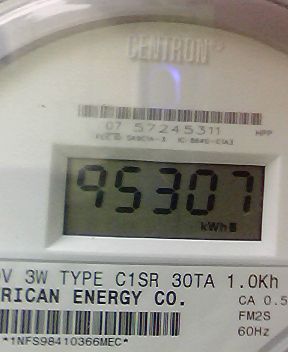 CENTRON
07 57245311
HPP
95307
kWh
V 3W TYPE C1SR 30TA 1.0Kh
RICAN ENERGY CO.
CA 0.5
FM2S
60Hz
*1NFS98410366MEC*